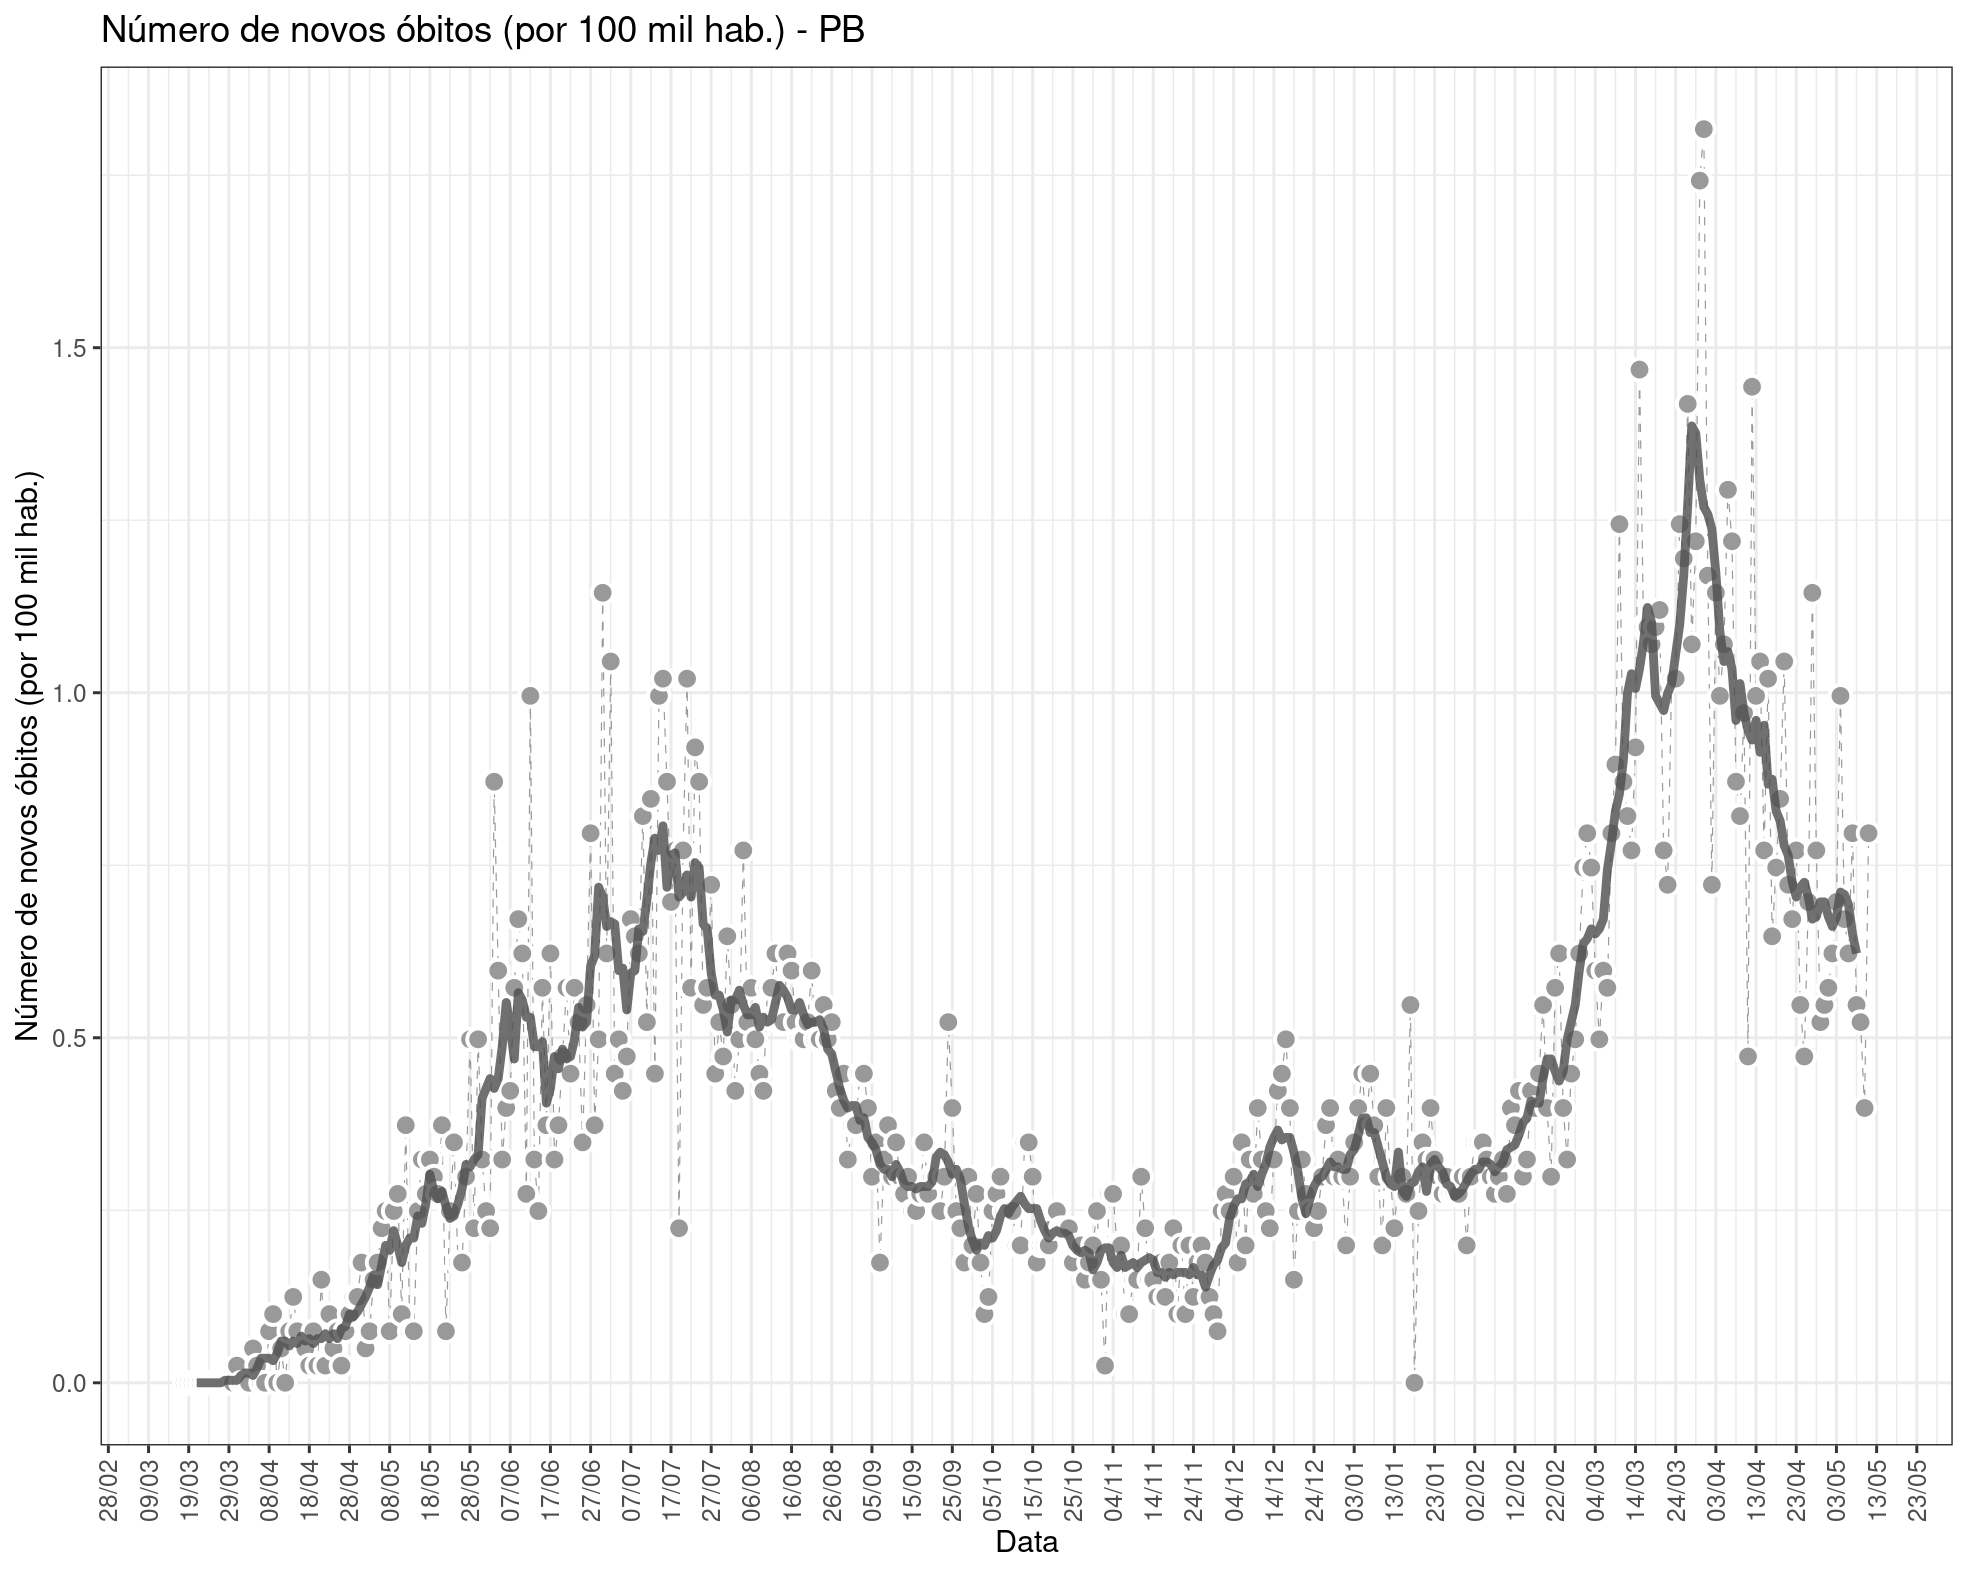 Número de novos óbitos (por 100 mil hab.) - PB
Número de novos óbitos (por 100 mil hab.)
1.5
1.0
0.5
0.0
28/02 09/03 19/03 29/03 08/04 18/04 28/04 08/05 18/05 28/05 07/06 17/06 27/06 07/07 17/07 27/07 06/08 16/08 26/08 05/09 15/09 25/09 05/10 15/10 25/10 04/11 14/11 24/11 04/12 14/12 24/12 03/01 13/01 23/01 02/02 12/02 22/02 04/03 14/03 24/03 03/04 13/04 23/04 03/05 13/05 23/05
Data